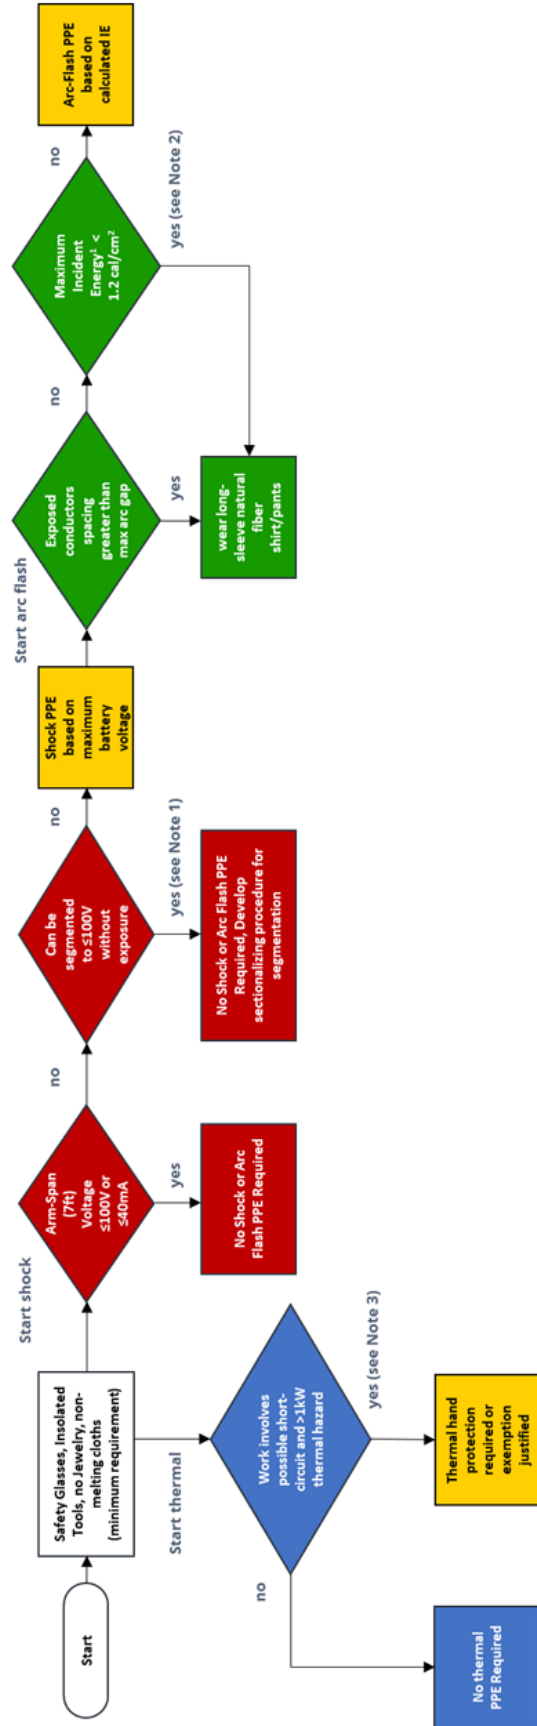 Start
Safety Glasses, Insolated
Tools, no Jewelry, non-
melting cloths
(minimum requirement)
Start shock
Arm-Span
(7ft)
Voltage
≤100V or
≤40mA
no
yes
No Shock or Arc
Flash PPE Required
Can be
segmented
to ≤100V
without
exposure
no
yes (see Note 1)
No Shock or Arc Flash PPE
Required, Develop
sectionalizing procedure for
segmentation
Shock PPE
based on
maximum
battery
voltage
Start arc flash
Exposed
conductors
spacing
greater than
max arc gap
no
yes
wear long-
sleeve natural
fiber
shirt/pants
Maximum
Incident
Energy¹ <
1.2 cal/cm²
no
yes (see Note 2)
Arc-Flash PPE
based on
calculated IE
Start thermal
Work involves
possible short-
circuit and >1kW
thermal hazard
no
yes (see Note 3)
No thermal
PPE Required
Thermal hand
protection
required or
exemption
justified